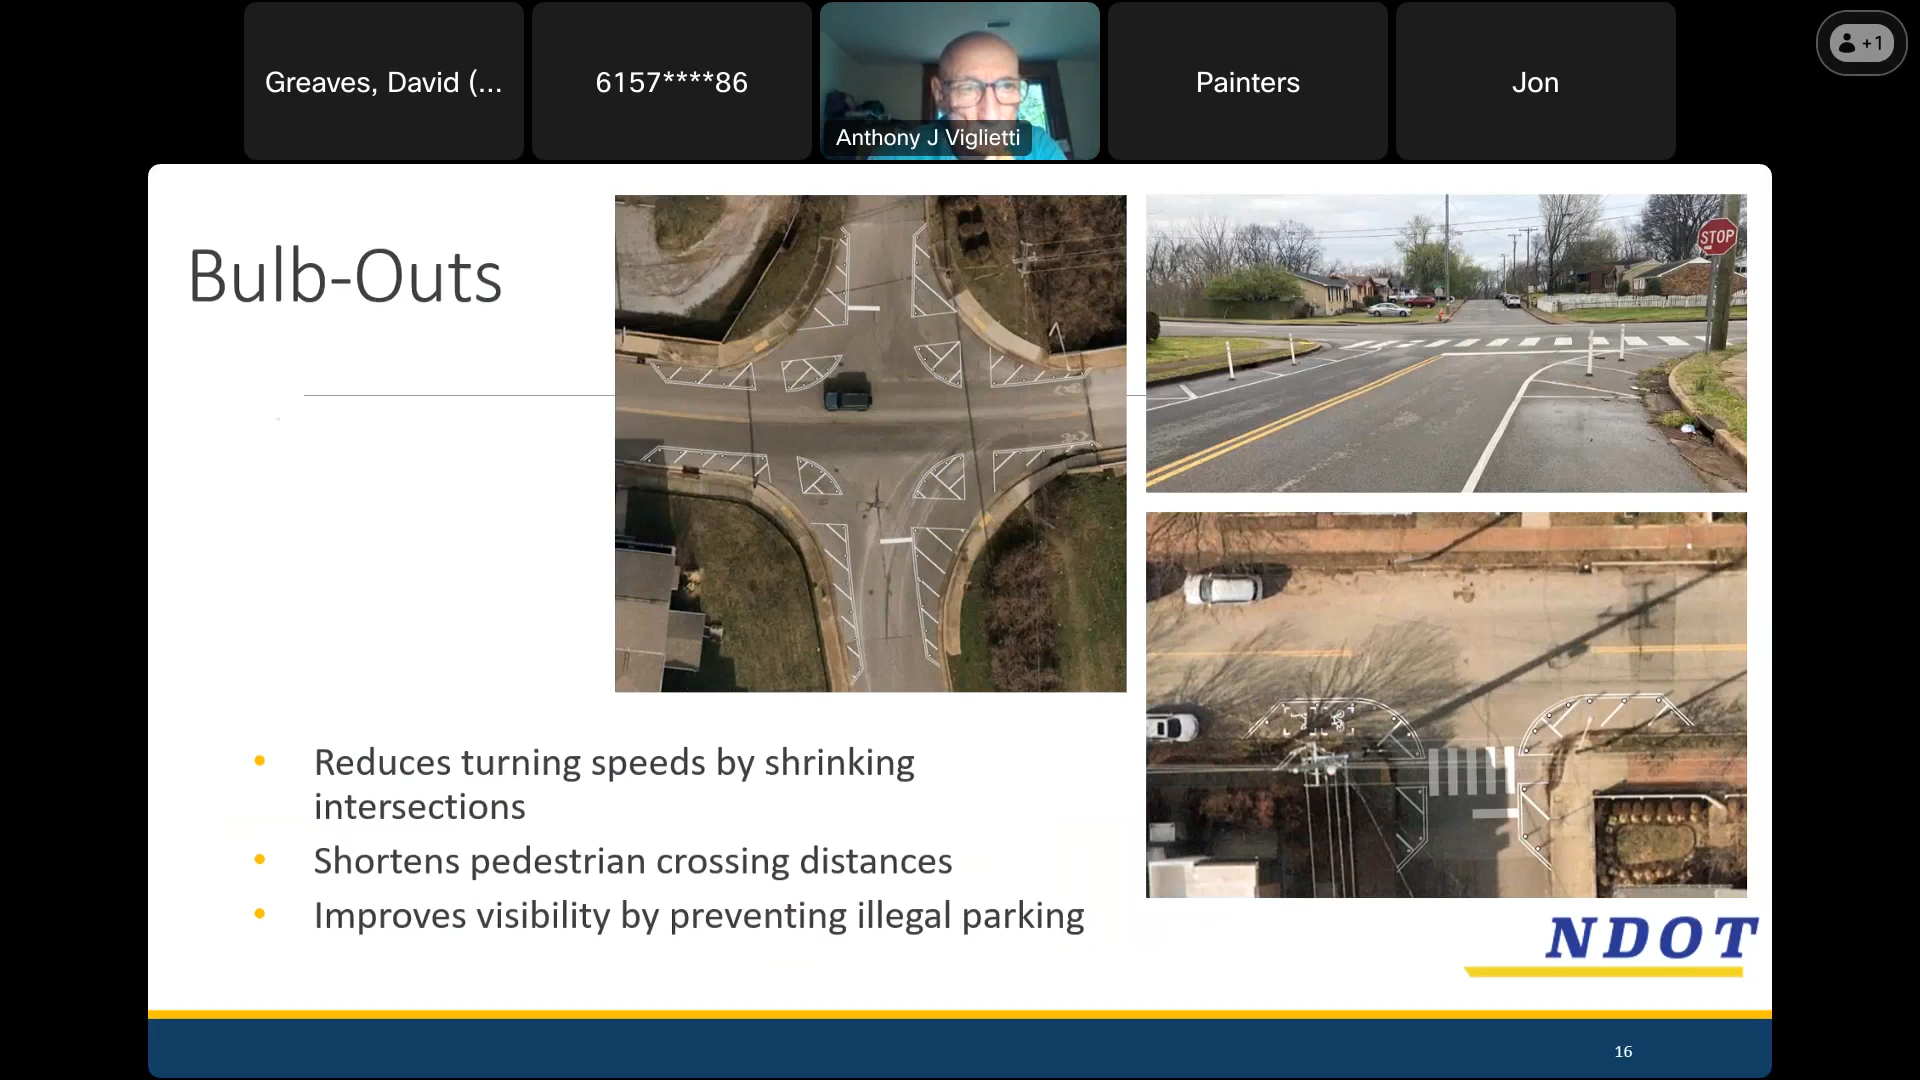 Greaves, David (...
6157****86
Anthony J Viglietti
Painters
Jon
+1
Bulb-Outs
STOP
• Reduces turning speeds by shrinking
intersections
• Shortens pedestrian crossing distances
• Improves visibility by preventing illegal parking
NDOT
16